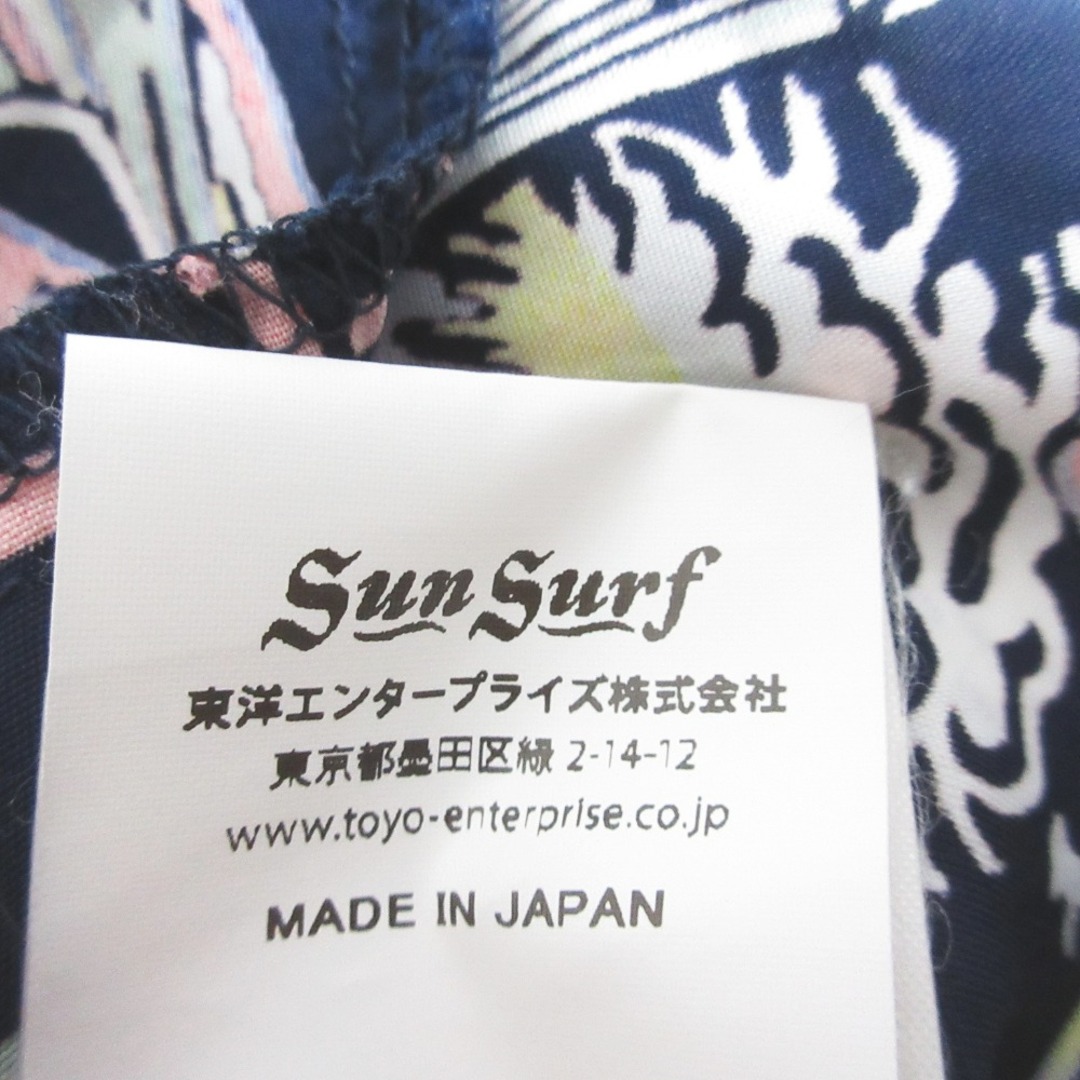 Sun Surf
東洋エンタープライズ株式会社
東京都墨田区緑 2-14-12
www.toyo-enterprise.co.jp
MADE IN JAPAN